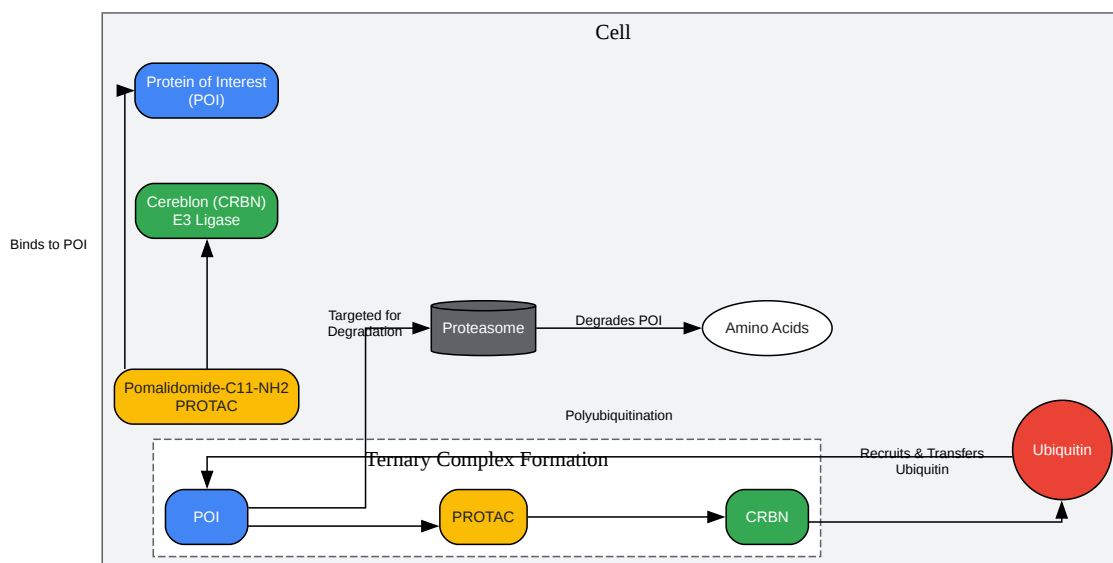 Cell
Protein of Interest
(POI)
Cereblon (CRBN)
E3 Ligase
Binds to POI
Targeted for
Degradation
Proteasome
Degrades POI
Amino Acids
Pomalidomide-C11-NH2
PROTAC
Polyubiquitination
Ternary Complex Formation
Recruits & Transfers
Ubiquitin
Ubiquitin
POI
PROTAC
CRBN